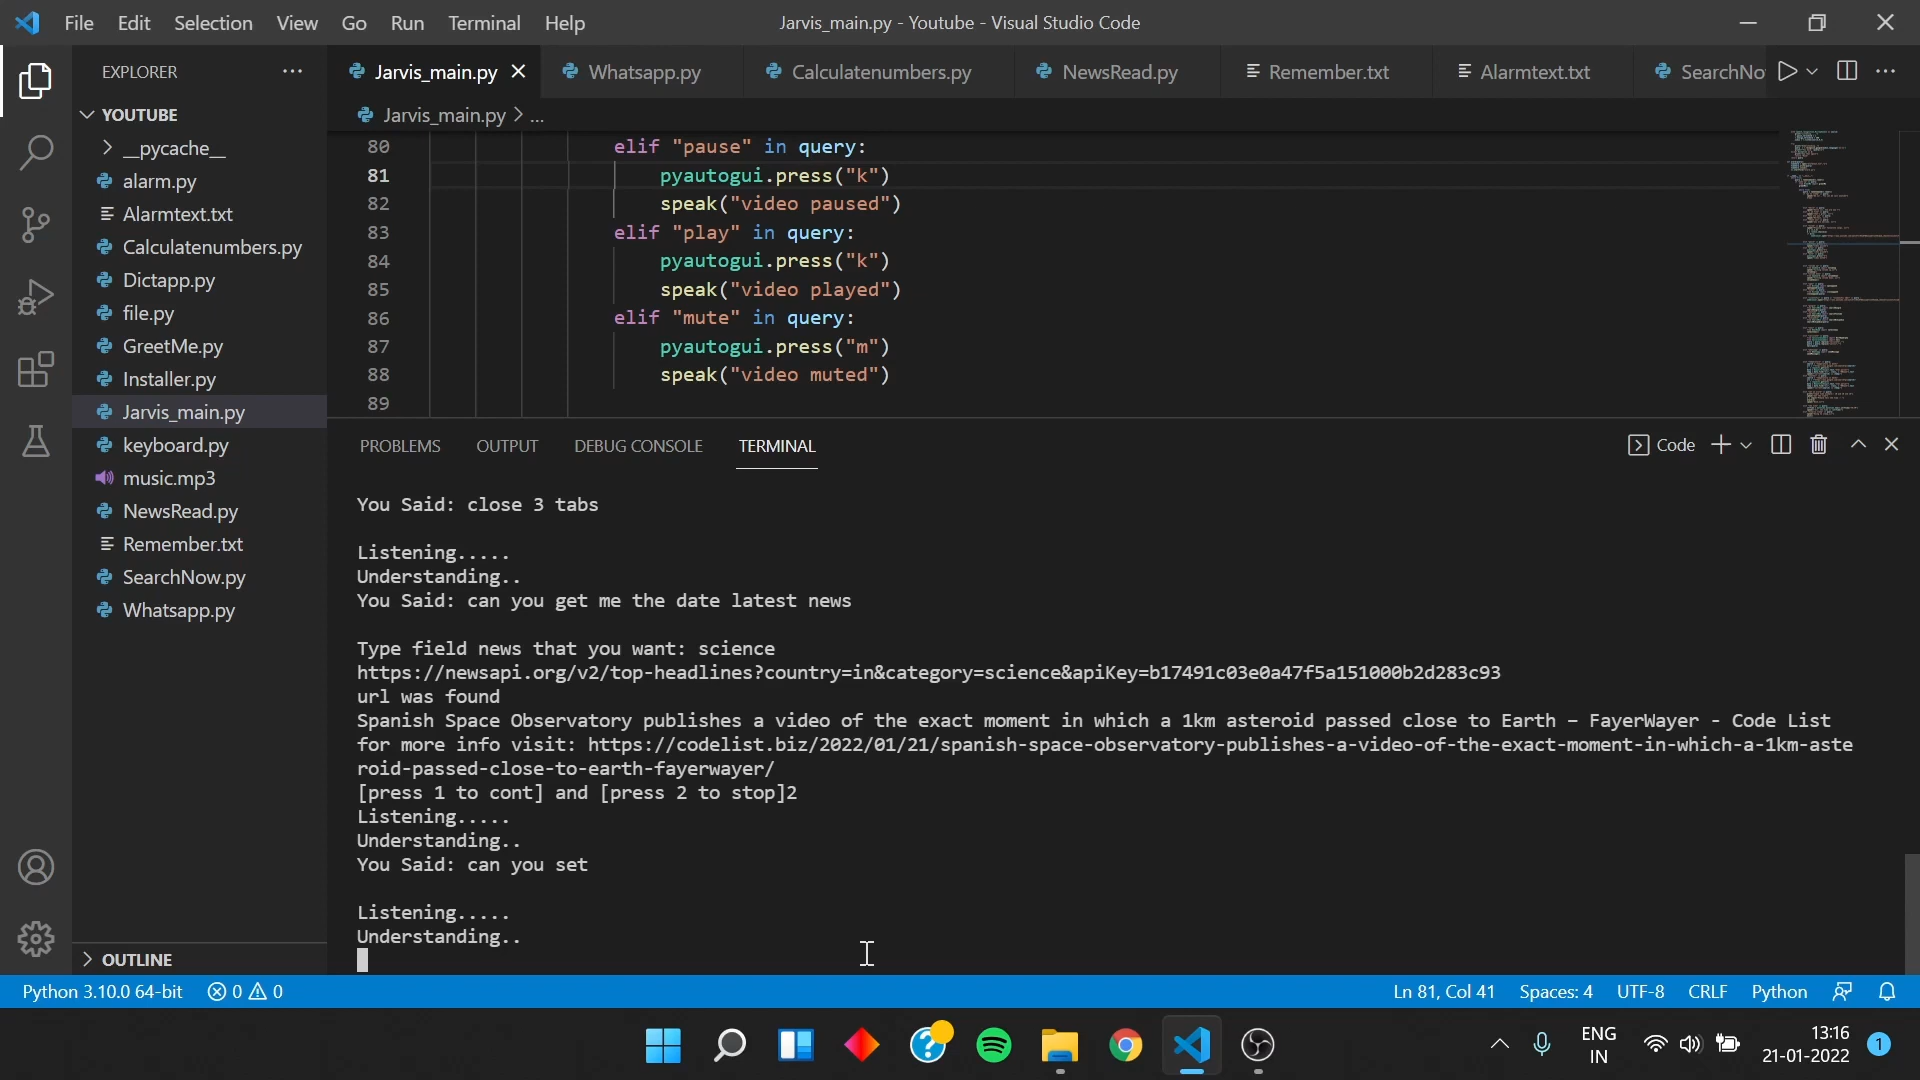 File Edit Selection View Go Run Terminal Help
Jarvis_main.py - Youtube - Visual Studio Code
EXPLORER
Jarvis_main.py Whatsapp.py Calculatenumbers.py NewsRead.py Remember.txt Alarmtext.txt SearchNo
YOUTUBE
Jarvis_main.py > ...
__pycache__
alarm.py
Alarmtext.txt
Calculatenumbers.py
Dictapp.py
file.py
GreetMe.py
Installer.py
Jarvis_main.py
keyboard.py
music.mp3
NewsRead.py
Remember.txt
SearchNow.py
Whatsapp.py
OUTLINE
80 elif "pause" in query:
81 pyautogui.press("k")
82 speak("video paused")
83 elif "play" in query:
84 pyautogui.press("k")
85 speak("video played")
86 elif "mute" in query:
87 pyautogui.press("m")
88 speak("video muted")
89
PROBLEMS OUTPUT DEBUG CONSOLE TERMINAL
Code
You Said: close 3 tabs
Listening.....
Understanding..
You Said: can you get me the date latest news
Type field news that you want: science
https://newsapi.org/v2/top-headlines?country=in&category=science&apiKey=b17491c03e0a47f5a151000b2d283c93
url was found
Spanish Space Observatory publishes a video of the exact moment in which a 1km asteroid passed close to Earth – FayerWayer - Code List
for more info visit: https://codelist.biz/2022/01/21/spanish-space-observatory-publishes-a-video-of-the-exact-moment-in-which-a-1km-aste
roid-passed-close-to-earth-fayerwayer/
[press 1 to cont] and [press 2 to stop]2
Listening.....
Understanding..
You Said: can you set
Listening.....
Understanding..
Python 3.10.0 64-bit 0 0
Ln 81, Col 41 Spaces: 4 UTF-8 CRLF Python
ENG
IN
13:16
21-01-2022
1